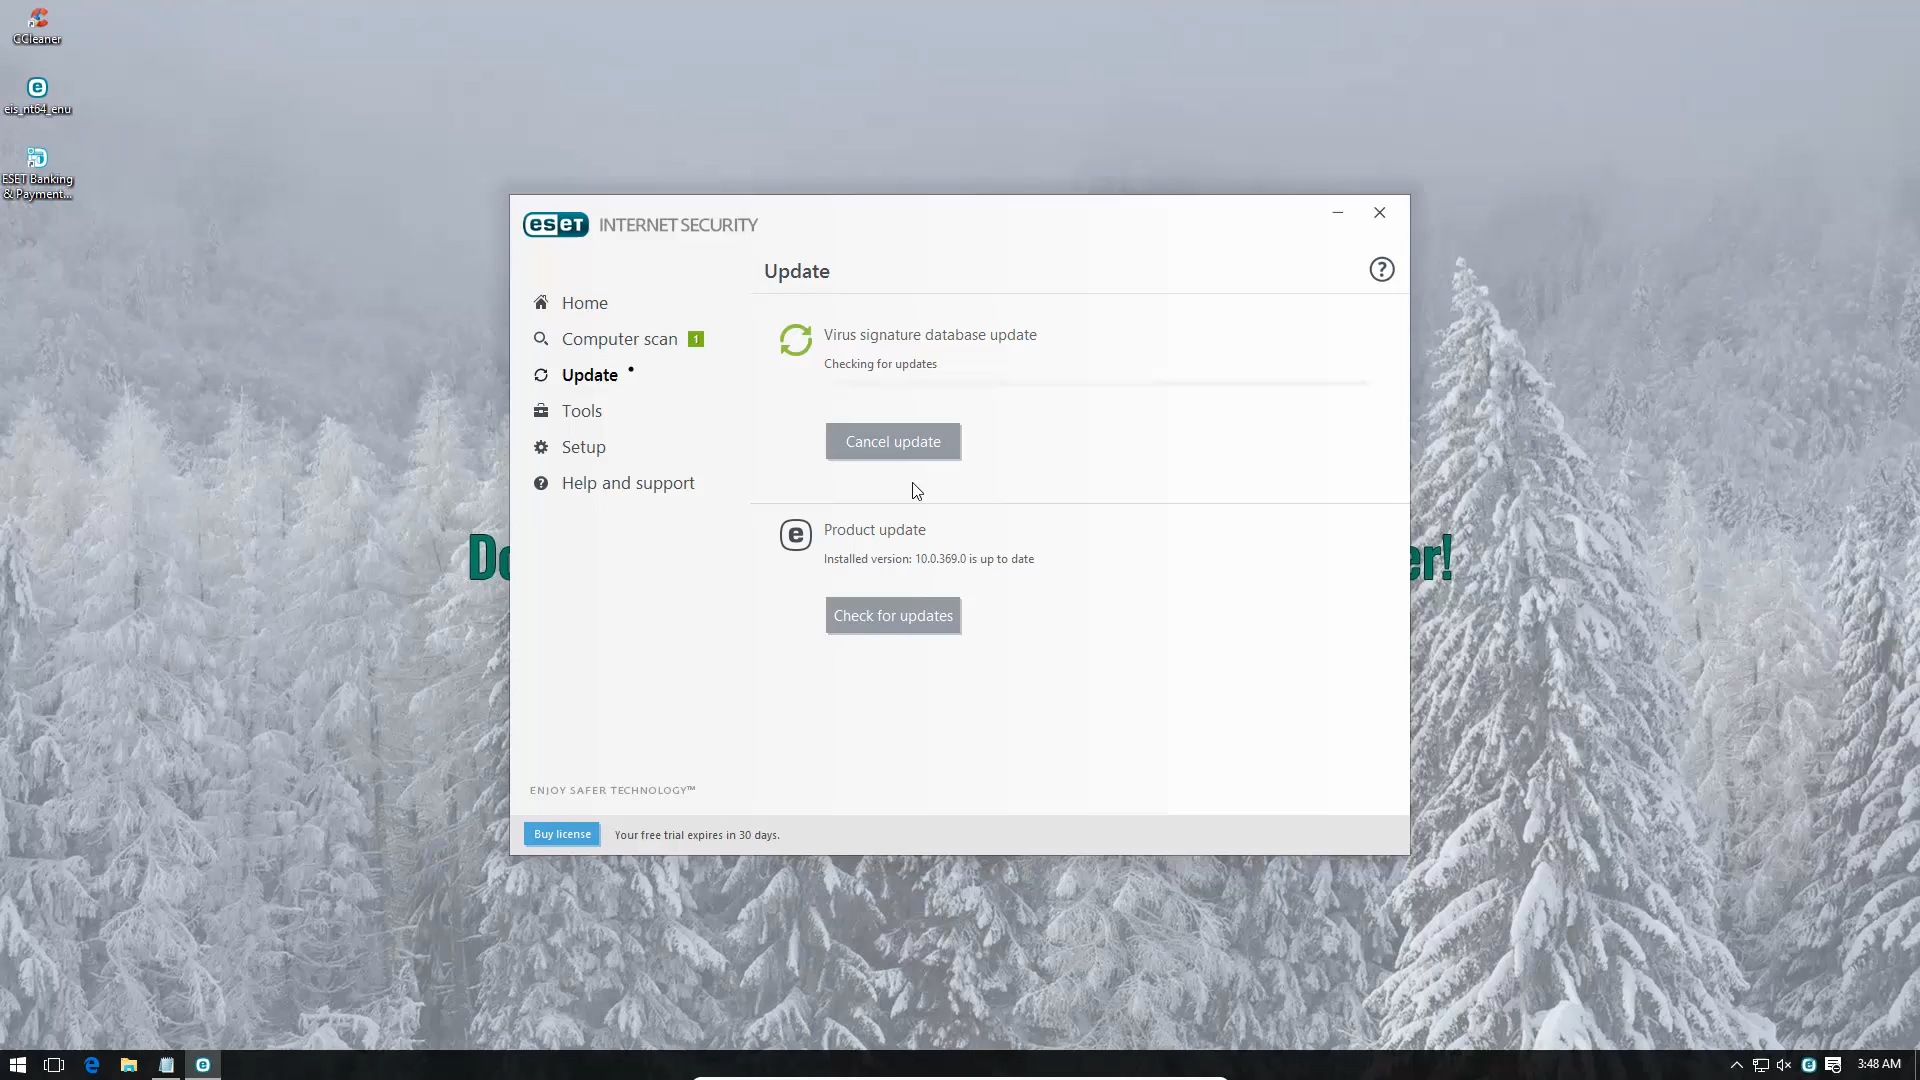 CCleaner
eis_nt64_enu
ESET Banking
& Payment...
eseT INTERNET SECURITY
Update
Home
Computer scan 1
Update
Tools
Setup
Help and support
Virus signature database update
Checking for updates
Cancel update
e Product update
Installed version: 10.0.369.0 is up to date
Check for updates
ENJOY SAFER TECHNOLOGY™
Buy license Your free trial expires in 30 days.
3:48 AM